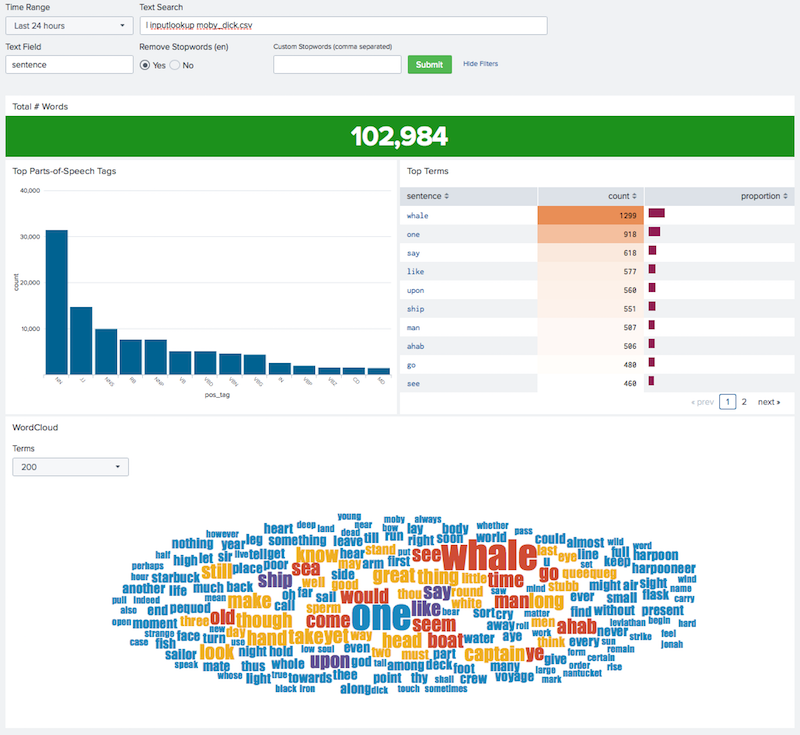 Time Range
Text Search
Last 24 hours
| inputlookup moby_dick.csv
Text Field
Remove Stopwords (en)
Custom Stopwords (comma separated)
sentence
Yes
No
Submit
Hide Filters
Total # Words
102,984
Top Parts-of-Speech Tags
40,000
30,000
20,000
10,000
count
NN JJ NNS RB NNP VB VBD VBN VBG IN VBP VBZ CD MD
pos_tag
Top Terms
sentence count proportion
whale 1299
one 918
say 618
like 577
upon 560
ship 551
man 507
ahab 506
go 480
see 460
« prev 1 2 next »
WordCloud
Terms
200
young
deep land near moby always
heart dead bow lay body whether pass
however
nothing year leg something leave till run right soon world could almost wild word
half high let sir live tell get know hear stand put see whale last eye line full harpoon
perhaps still place poor sea may arm first u set keep harpooneer
hour starbuck ship well side great thing little time go queequeg wind
another life much back good mind stubb might air sight name
pull indeed oh far sail would thou say round saw ever small flask carry
also end pequod make call sperm one like white man long find without present
open moment three old though come bear sort cry matter leviathan begin hard
strange new day hand take yet way head seem away roll men ahab never
case fish face turn use boat water aye work think every sun strike feel
sailor look night hold low soul even two must part captain ye form remain jonah
speak mate thus whole upon god tall among deck foot many give certain
whose light true towards thee point thy shall crew voyage large order rise
black iron along dick touch sometimes mark nantucket